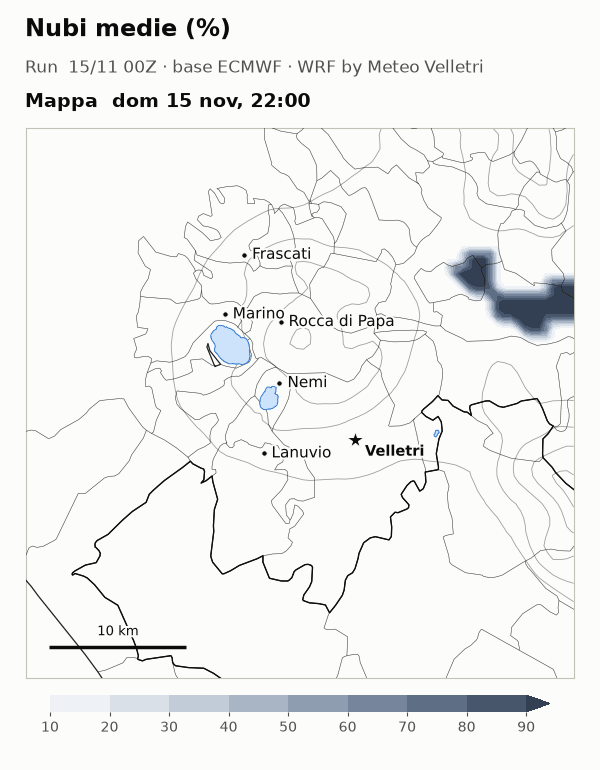 Nubi medie (%)
Run  15/11 00Z · base ECMWF · WRF by Meteo Velletri
Mappa  dom 15 nov, 22:00
Frascati
Marino
Rocca di Papa
Nemi
Velletri
Lanuvio
10 km
10 20 30 40 50 60 70 80 90